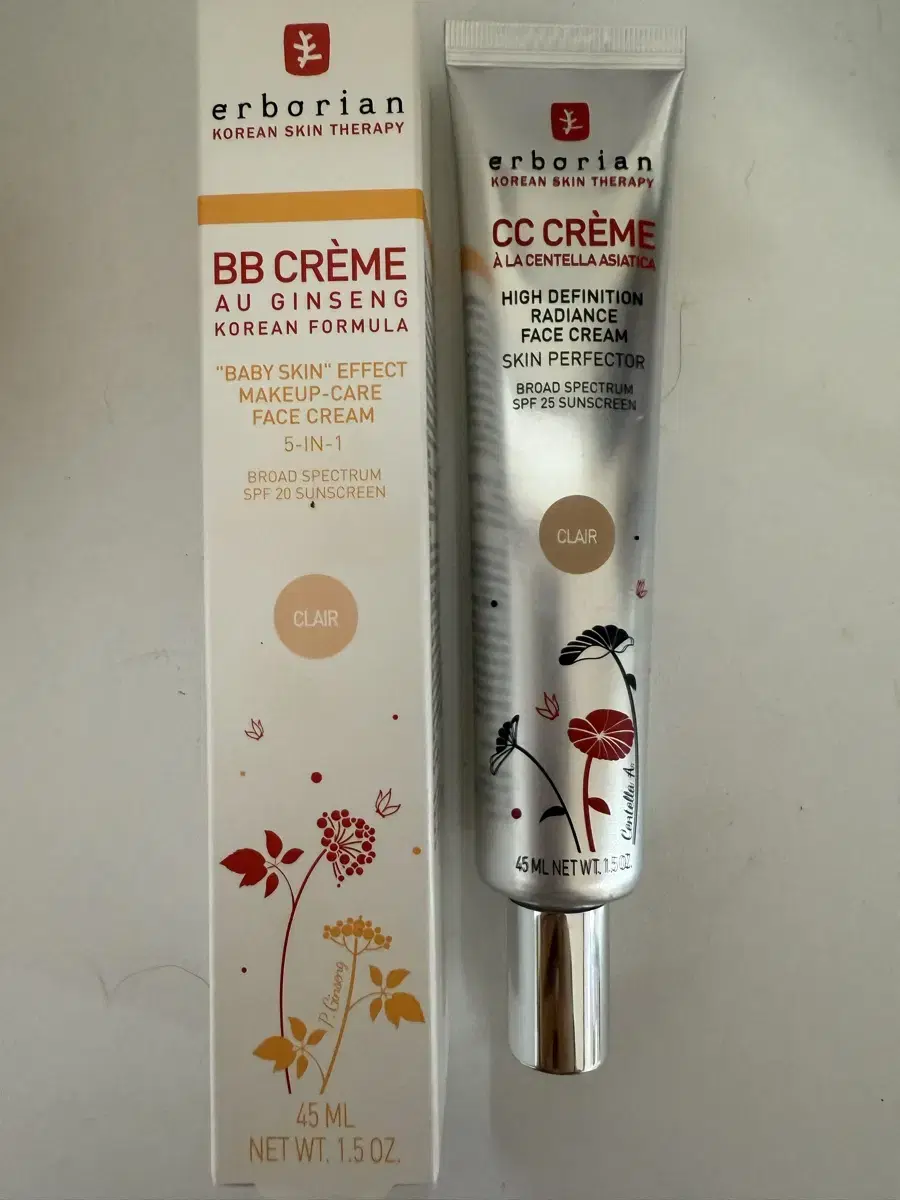 erborian
KOREAN SKIN THERAPY
BB CRÈME
AU GINSENG
KOREAN FORMULA
"BABY SKIN" EFFECT
MAKEUP-CARE
FACE CREAM
5-IN-1
BROAD SPECTRUM
SPF 20 SUNSCREEN
CLAIR
P. Ginseng
45 ML
NET WT. 1.5 OZ.
erborian
KOREAN SKIN THERAPY
CC CRÈME
À LA CENTELLA ASIATICA
HIGH DEFINITION
RADIANCE
FACE CREAM
SKIN PERFECTOR
BROAD SPECTRUM
SPF 25 SUNSCREEN
CLAIR
Centella A.
45 ML NET WT. 1.5 OZ.